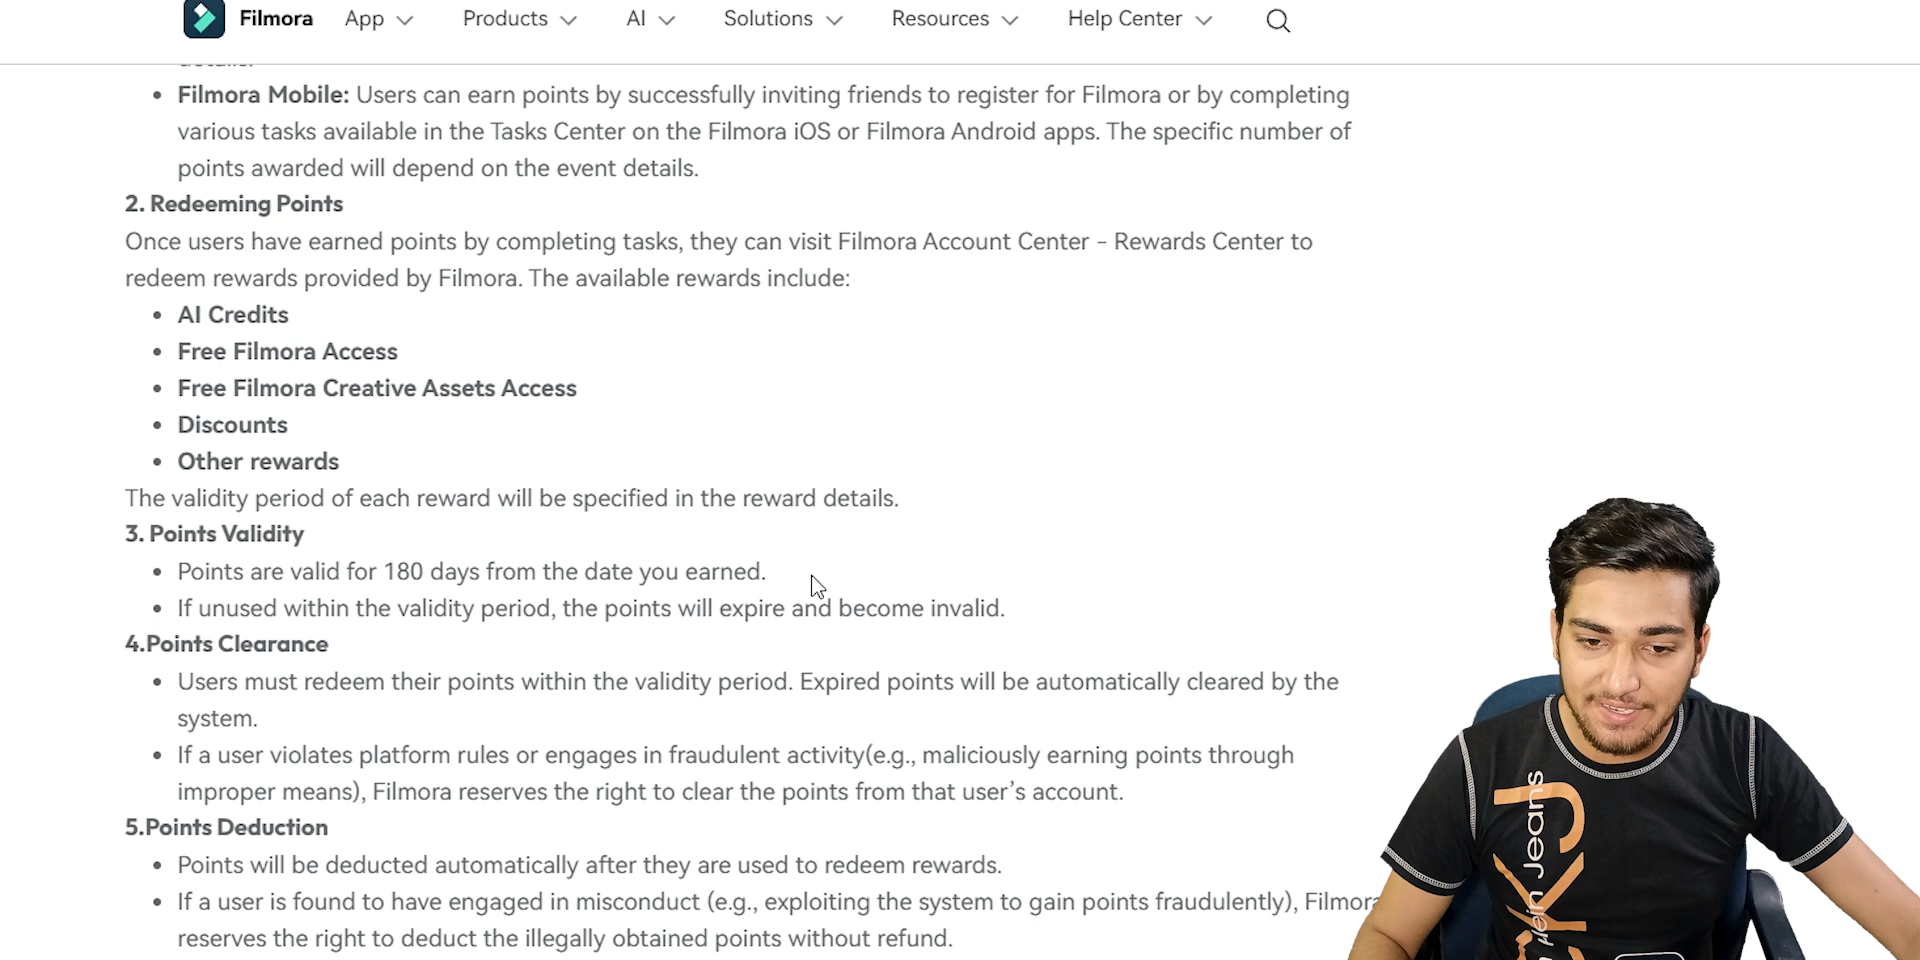 Filmora App Products AI Solutions Resources Help Center
details.
• Filmora Mobile: Users can earn points by successfully inviting friends to register for Filmora or by completing
various tasks available in the Tasks Center on the Filmora iOS or Filmora Android apps. The specific number of
points awarded will depend on the event details.
2. Redeeming Points
Once users have earned points by completing tasks, they can visit Filmora Account Center - Rewards Center to
redeem rewards provided by Filmora. The available rewards include:
• AI Credits
• Free Filmora Access
• Free Filmora Creative Assets Access
• Discounts
• Other rewards
The validity period of each reward will be specified in the reward details.
3. Points Validity
• Points are valid for 180 days from the date you earned.
• If unused within the validity period, the points will expire and become invalid.
4.Points Clearance
• Users must redeem their points within the validity period. Expired points will be automatically cleared by the
system.
• If a user violates platform rules or engages in fraudulent activity(e.g., maliciously earning points through
improper means), Filmora reserves the right to clear the points from that user's account.
5.Points Deduction
• Points will be deducted automatically after they are used to redeem rewards.
• If a user is found to have engaged in misconduct (e.g., exploiting the system to gain points fraudulently), Filmora
reserves the right to deduct the illegally obtained points without refund.
Jeans